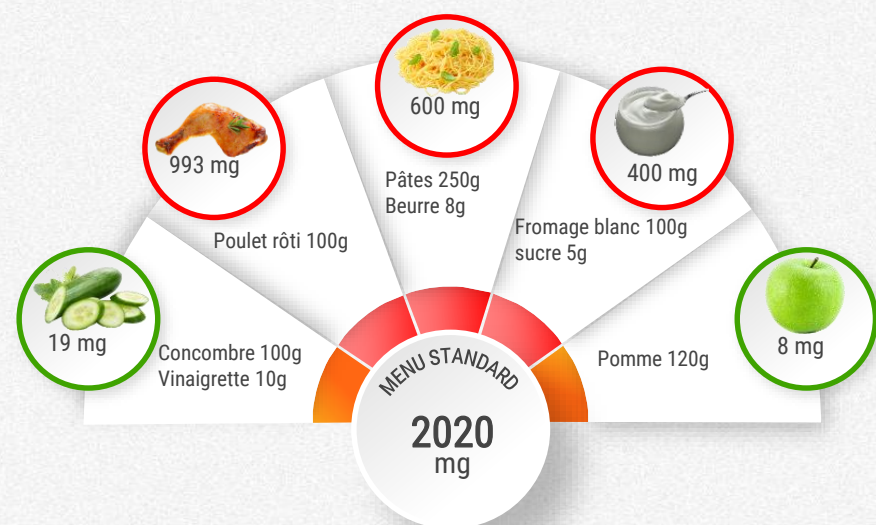 600 mg
993 mg
400 mg
Pâtes 250g
Beurre 8g
Poulet rôti 100g
Fromage blanc 100g
sucre 5g
19 mg
Concombre 100g
Vinaigrette 10g
Pomme 120g
8 mg
MENU STANDARD
2020
mg